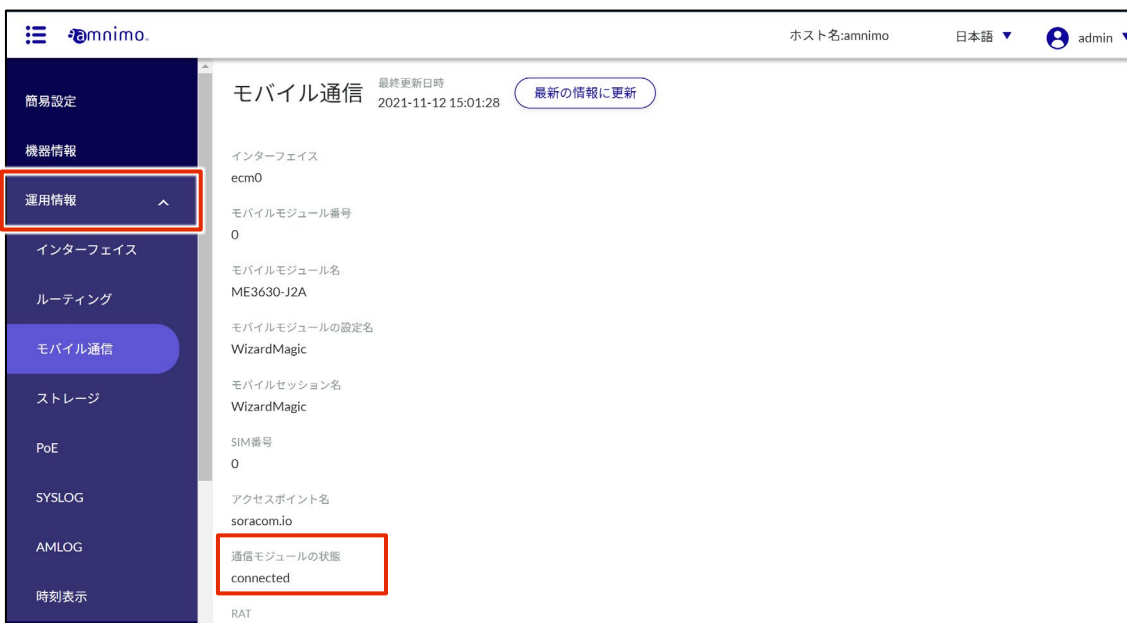 amnimo.
ホスト名:amnimo
日本語
admin
簡易設定
機器情報
運用情報
インターフェイス
ルーティング
モバイル通信
ストレージ
PoE
SYSLOG
AMLOG
時刻表示
モバイル通信
最終更新日時
2021-11-12 15:01:28
最新の情報に更新
インターフェイス
ecm0
モバイルモジュール番号
0
モバイルモジュール名
ME3630-J2A
モバイルモジュールの設定名
WizardMagic
モバイルセッション名
WizardMagic
SIM番号
0
アクセスポイント名
soracom.io
通信モジュールの状態
connected
RAT